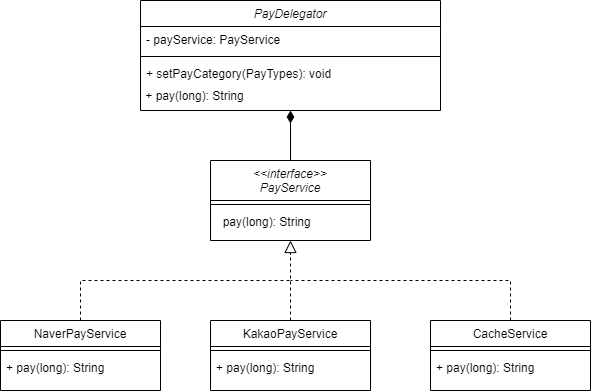 PayDelegator
- payService: PayService
+ setPayCategory(PayTypes): void
+ pay(long): String
<<interface>>
PayService
pay(long): String
NaverPayService
+ pay(long): String
KakaoPayService
+ pay(long): String
CacheService
+ pay(long): String